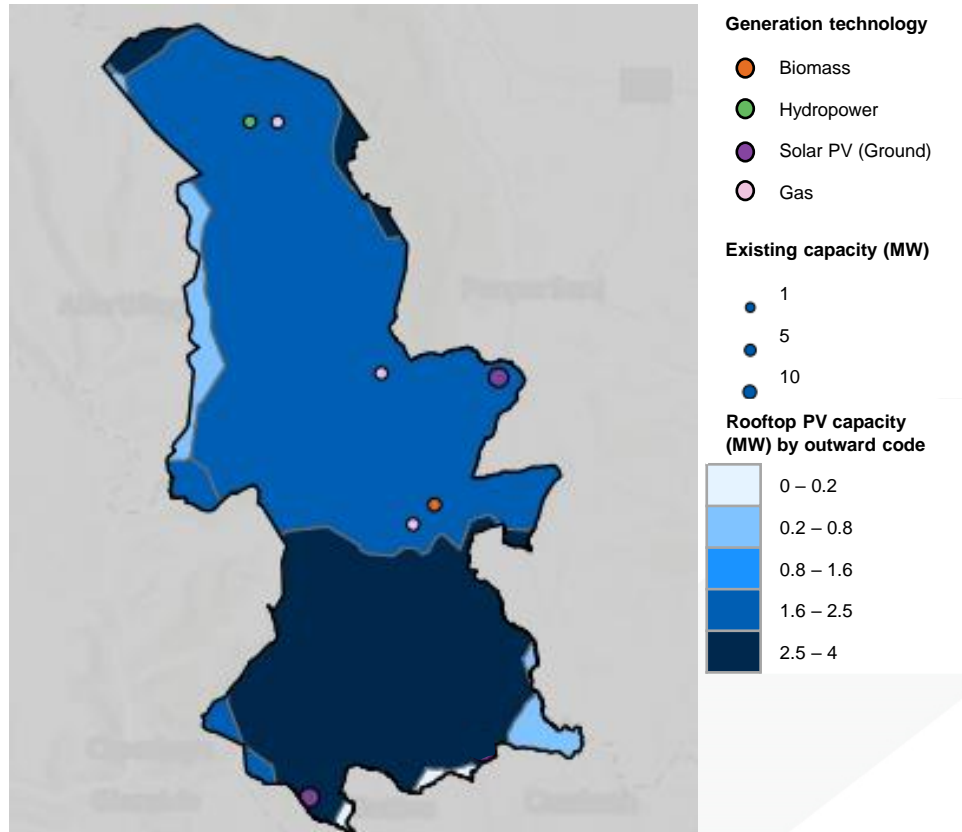 Generation technology
Biomass
Hydropower
Solar PV (Ground)
Gas
Existing capacity (MW)
1
5
10
Rooftop PV capacity
(MW) by outward code
0 – 0.2
0.2 – 0.8
0.8 – 1.6
1.6 – 2.5
2.5 – 4